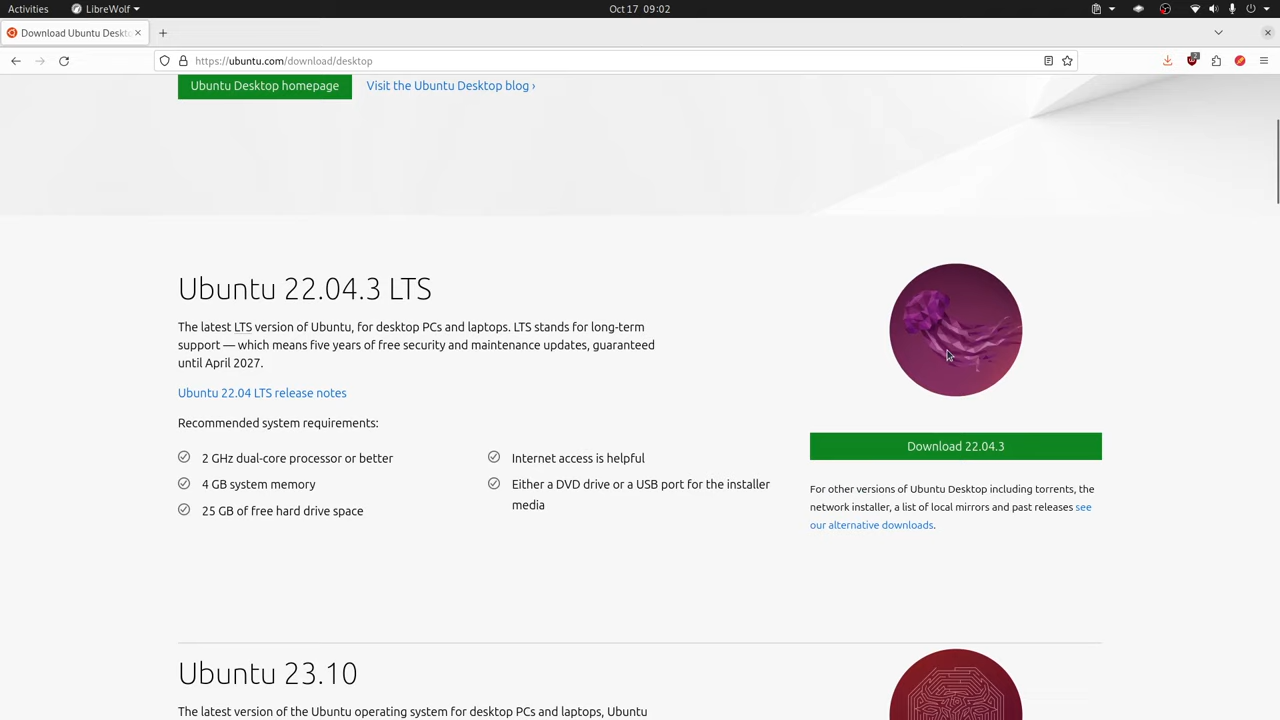 Activities
LibreWolf
Oct 17 09:02
Download Ubuntu Deskto
https://ubuntu.com/download/desktop
Ubuntu Desktop homepage
Visit the Ubuntu Desktop blog ›
Ubuntu 22.04.3 LTS
The latest LTS version of Ubuntu, for desktop PCs and laptops. LTS stands for long-term
support — which means five years of free security and maintenance updates, guaranteed
until April 2027.
Ubuntu 22.04 LTS release notes
Recommended system requirements:
2 GHz dual-core processor or better
4 GB system memory
25 GB of free hard drive space
Internet access is helpful
Either a DVD drive or a USB port for the installer
media
Download 22.04.3
For other versions of Ubuntu Desktop including torrents, the
network installer, a list of local mirrors and past releases see
our alternative downloads.
Ubuntu 23.10
The latest version of the Ubuntu operating system for desktop PCs and laptops, Ubuntu